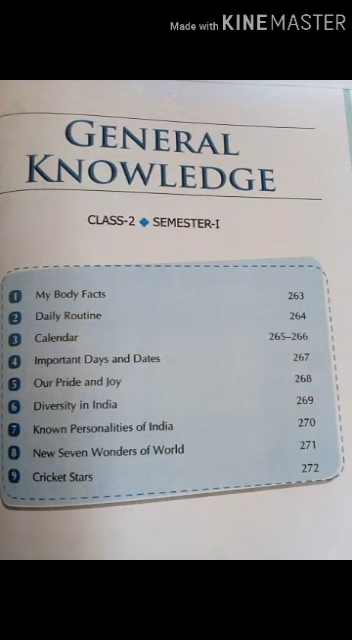 Made with KINEMASTER
GENERAL
KNOWLEDGE
CLASS-2 ◆ SEMESTER-I
1 My Body Facts 263
2 Daily Routine 264
3 Calendar 265–266
4 Important Days and Dates 267
5 Our Pride and Joy 268
6 Diversity in India 269
7 Known Personalities of India 270
8 New Seven Wonders of World 271
9 Cricket Stars 272